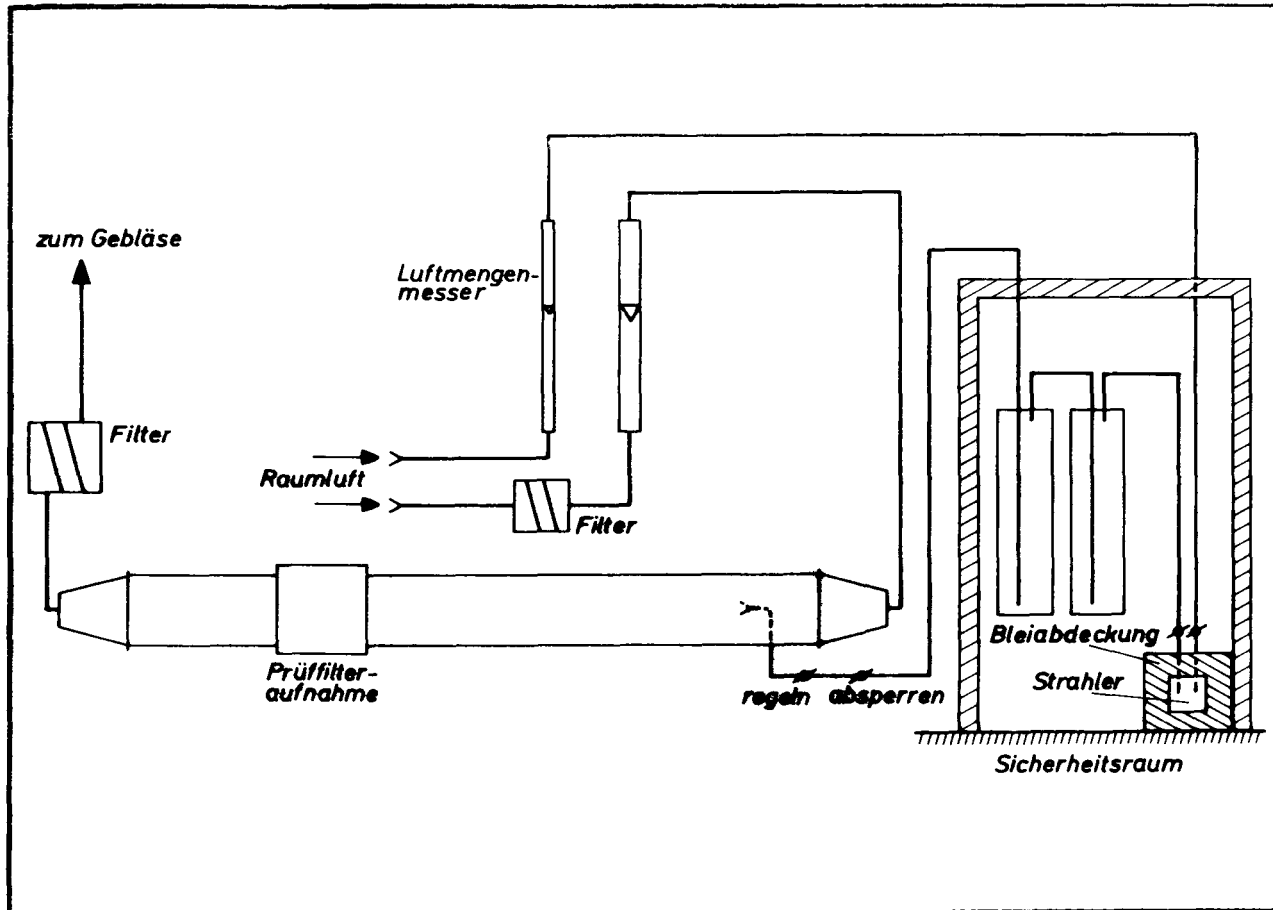 zum Gebläse
Luftmengen-
messer
Filter
Raumluft
Filter
Prüffilter-
aufnahme
regeln
absperren
Bleiabdeckung
Strahler
Sicherheitsraum